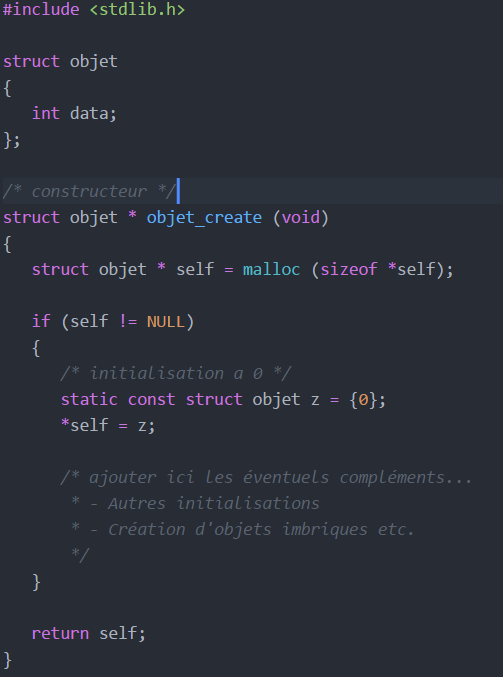 #include <stdlib.h>
struct objet
{
int data;
};
/* constructeur */
struct objet * objet_create (void)
{
struct objet * self = malloc (sizeof *self);
if (self != NULL)
{
/* initialisation a 0 */
static const struct objet z = {0};
*self = z;
/* ajouter ici les éventuels compléments...
* - Autres initialisations
* - Création d'objets imbriques etc.
*/
}
return self;
}